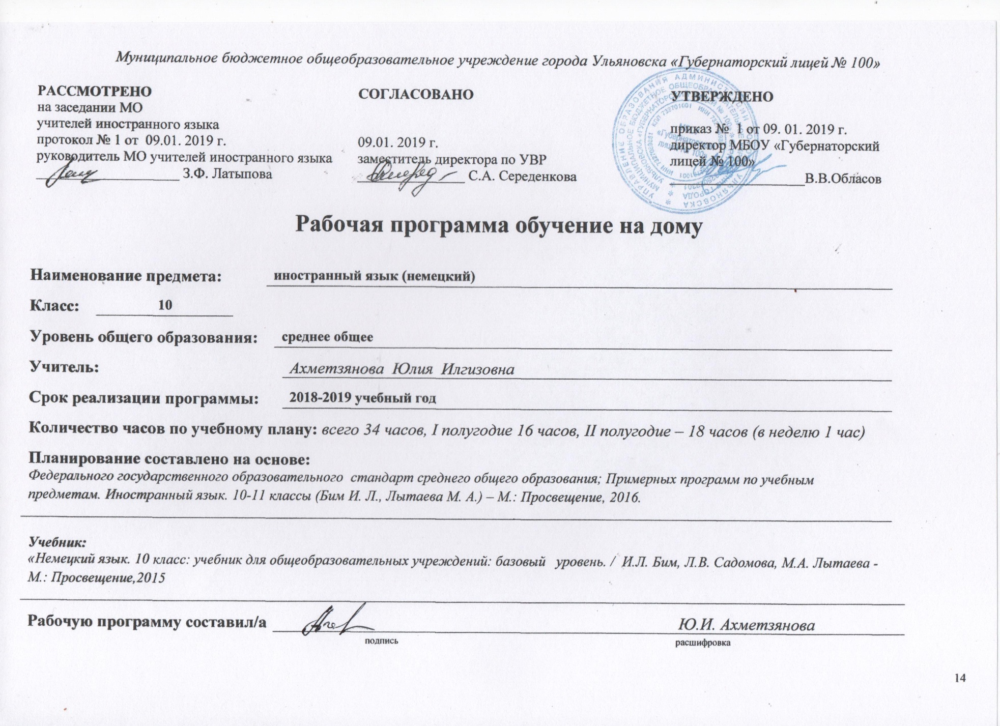 Муниципальное бюджетное общеобразовательное учреждение города Ульяновска «Губернаторский лицей № 100»
РАССМОТРЕНО
на заседании МО
учителей иностранного языка
протокол № 1 от 09.01. 2019 г.
руководитель МО учителей иностранного языка
З.Ф. Латыпова
СОГЛАСОВАНО
09.01. 2019 г.
заместитель директора по УВР
С.А. Середенкова
УТВЕРЖДЕНО
приказ № 1 от 09. 01. 2019 г.
директор МБОУ «Губернаторский
лицей № 100»
В.В.Обласов
УПРАВЛЕНИЕ ОБРАЗОВАНИЯ АДМИНИСТРАЦИИ ГОРОДА УЛЬЯНОВСКА
Рабочая программа обучение на дому
Наименование предмета: иностранный язык (немецкий)
Класс: 10
Уровень общего образования: среднее общее
Учитель: Ахметзянова Юлия Илгизовна
Срок реализации программы: 2018-2019 учебный год
Количество часов по учебному плану: всего 34 часов, I полугодие 16 часов, II полугодие – 18 часов (в неделю 1 час)
Планирование составлено на основе:
Федерального государственного образовательного стандарт среднего общего образования; Примерных программ по учебным
предметам. Иностранный язык. 10-11 классы (Бим И. Л., Лытаева М. А.) – М.: Просвещение, 2016.
Учебник:
«Немецкий язык. 10 класс: учебник для общеобразовательных учреждений: базовый уровень. / И.Л. Бим, Л.В. Садомова, М.А. Лытаева -
М.: Просвещение,2015
Рабочую программу составил/а Ю.И. Ахметзянова
подпись расшифровка
14